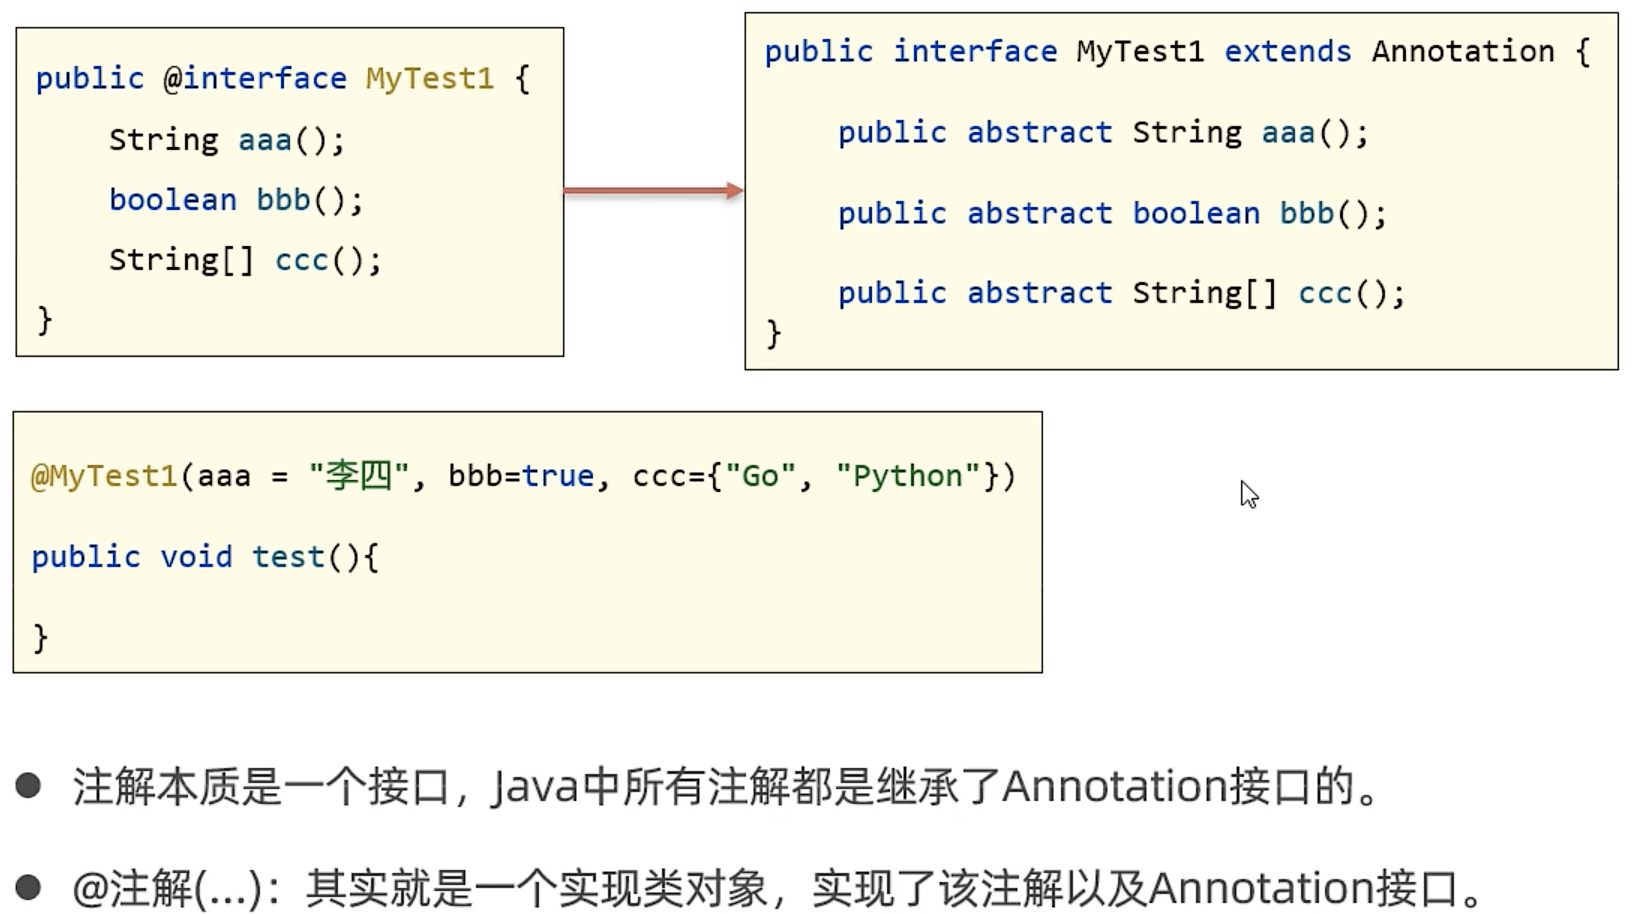 public @interface MyTest1 {
String aaa();
boolean bbb();
String[] ccc();
}
public interface MyTest1 extends Annotation {
public abstract String aaa();
public abstract boolean bbb();
public abstract String[] ccc();
}
@MyTest1(aaa = "李四", bbb=true, ccc={"Go", "Python"})
public void test(){
}
● 注解本质是一个接口，Java中所有注解都是继承了Annotation接口的。
● @注解(...)：其实就是一个实现类对象，实现了该注解以及Annotation接口。